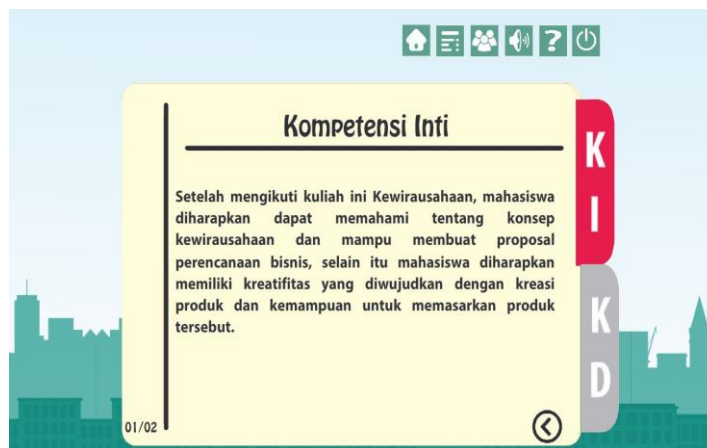 ?
Kompetensi Inti
K
I
Setelah mengikuti kuliah ini Kewirausahaan, mahasiswa
diharapkan dapat memahami tentang konsep
kewirausahaan dan mampu membuat proposal
perencanaan bisnis, selain itu mahasiswa diharapkan
memiliki kreatifitas yang diwujudkan dengan kreasi
produk dan kemampuan untuk memasarkan produk
tersebut.
K
D
01/02